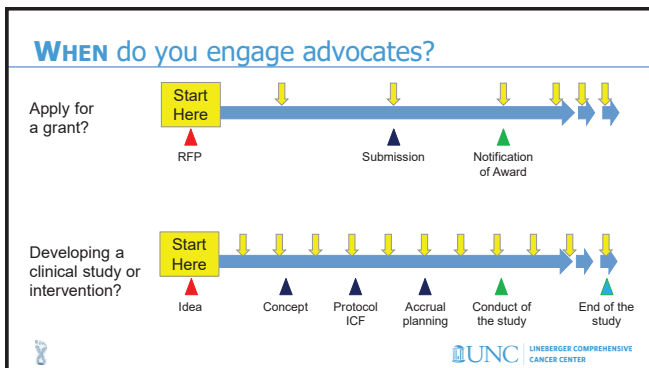 WHEN do you engage advocates?
Apply for
a grant?
Start
Here
RFP
Submission
Notification
of Award
Developing a
clinical study or
intervention?
Start
Here
Idea
Concept
Protocol
ICF
Accrual
planning
Conduct of
the study
End of the
study
UNC
LINEBERGER COMPREHENSIVE
CANCER CENTER